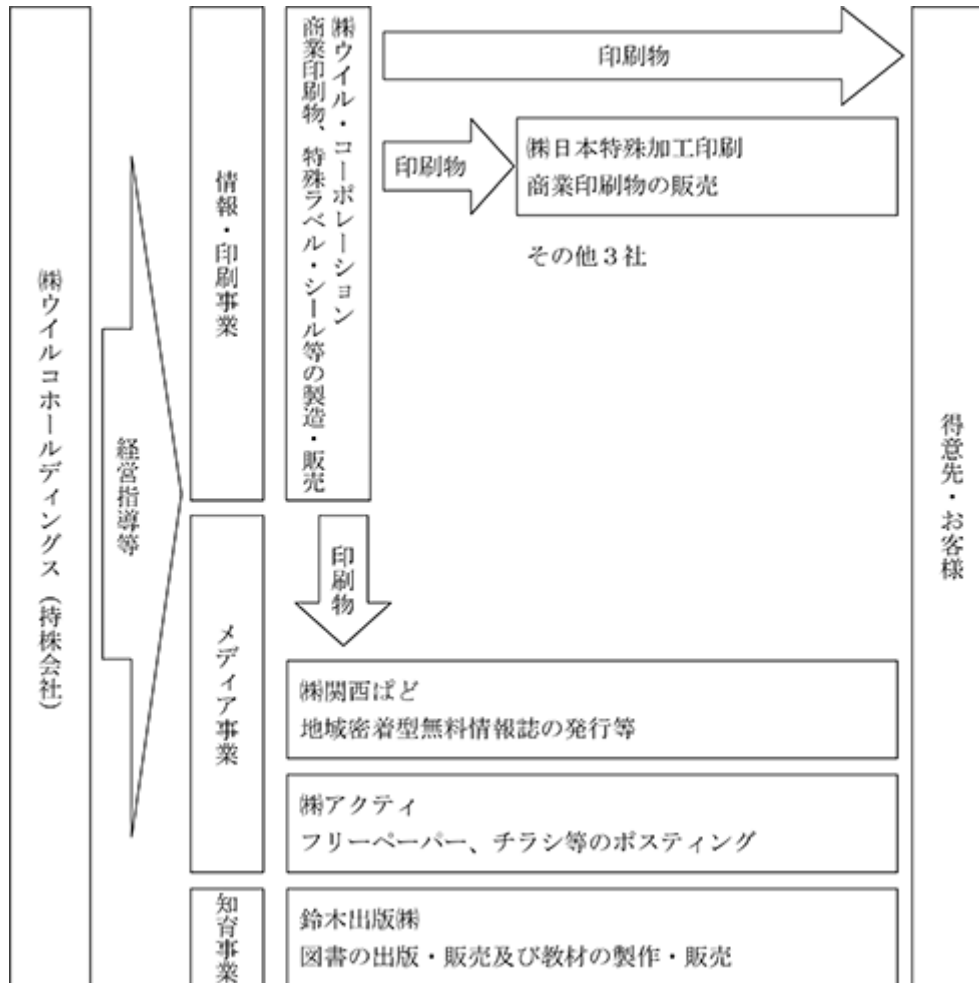 ㈱ウイルコホールディングス（持株会社）
経営指導等
情報・印刷事業
㈱ウイル・コーポレーション
商業印刷物、特殊ラベル・シール等の製造・販売
印刷物
印刷物
㈱日本特殊加工印刷
商業印刷物の販売
その他３社
印刷物
メディア事業
㈱関西ぱど
地域密着型無料情報誌の発行等
㈱アクティ
フリーペーパー、チラシ等のポスティング
知育事業
鈴木出版㈱
図書の出版・販売及び教材の製作・販売
得意先・お客様